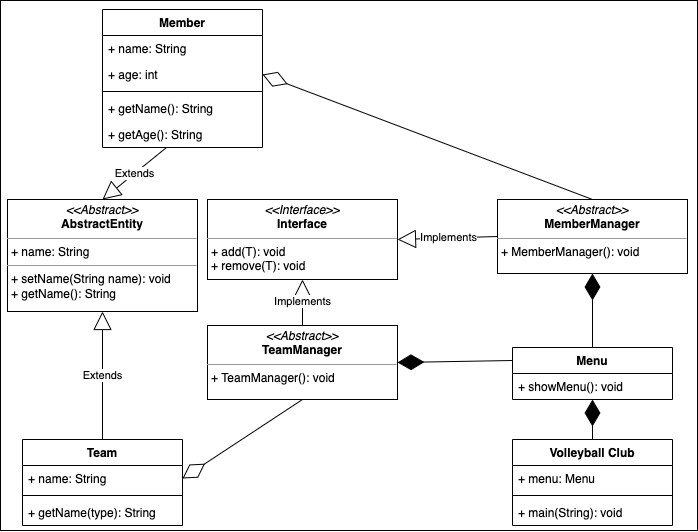 Member
+ name: String
+ age: int
+ getName(): String
+ getAge(): String
Extends
<<Abstract>>
AbstractEntity
+ name: String
+ setName(String name): void
+ getName(): String
<<Interface>>
Interface
+ add(T): void
+ remove(T): void
Implements
<<Abstract>>
MemberManager
+ MemberManager(): void
Implements
<<Abstract>>
TeamManager
+ TeamManager(): void
Menu
+ showMenu(): void
Extends
Team
+ name: String
+ getName(type): String
Volleyball Club
+ menu: Menu
+ main(String): void